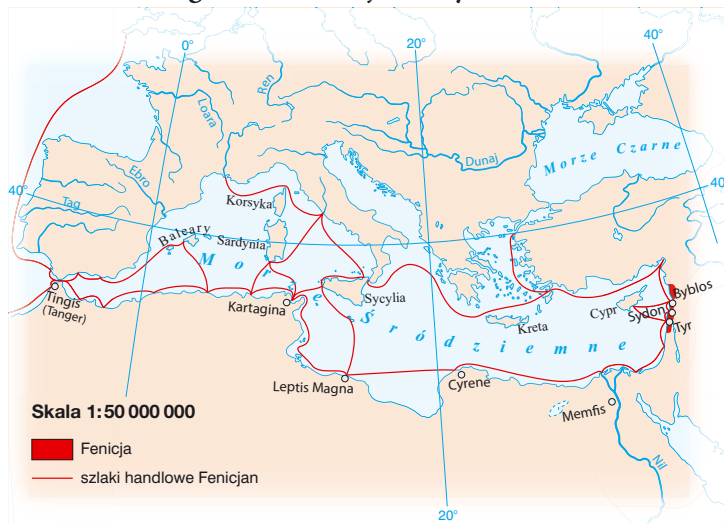 0°
20°
40°
Ren
Loara
Dunaj
Morze Czarne
Ebro
40°
Tag
40
Korsyka
Baleary
Sardynia
Morze Śródziemne
Tingis
(Tanger)
Kartagina
Sycylia
Kreta
Cypr
Byblos
Sydon
Tyr
Leptis Magna
Cyrene
Memfis
Nil
20°
Skala 1:50 000 000
Fenicja
szlaki handlowe Fenicjan